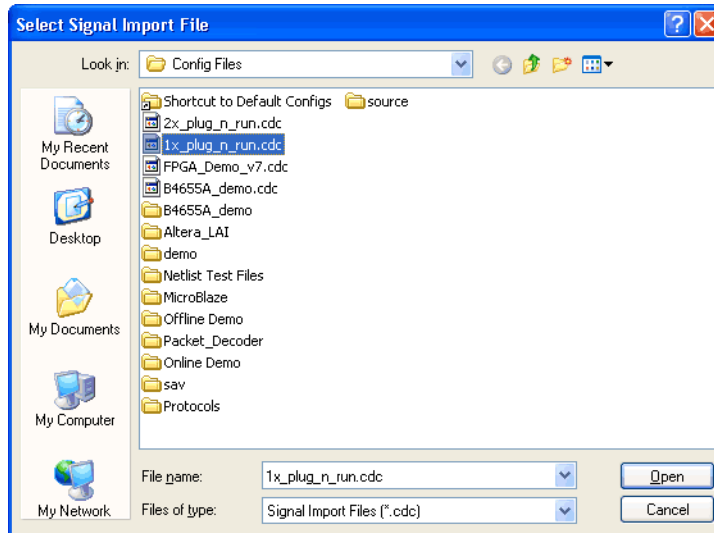 Select Signal Import File
Look in: Config Files
Shortcut to Default Configs source
2x_plug_n_run.cdc
1x_plug_n_run.cdc
FPGA_Demo_v7.cdc
B4655A_demo.cdc
B4655A_demo
Altera_LAI
demo
Netlist Test Files
MicroBlaze
Offline Demo
Packet_Decoder
Online Demo
sav
Protocols
My Recent
Documents
Desktop
My Documents
My Computer
My Network
File name: 1x_plug_n_run.cdc Open
Files of type: Signal Import Files (*.cdc) Cancel